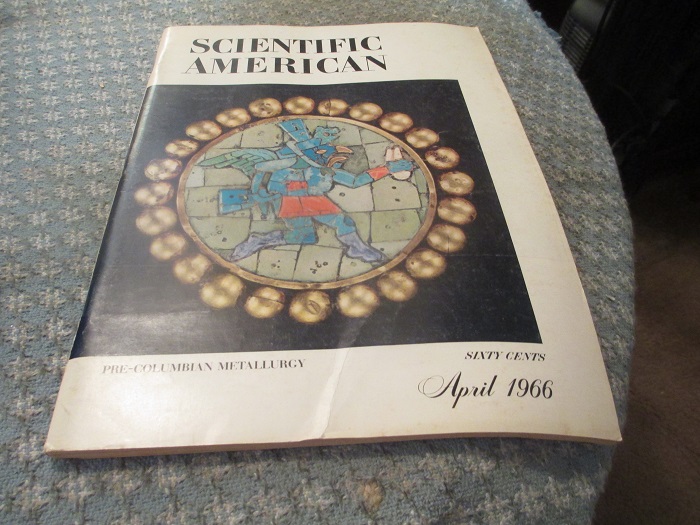 SCIENTIFIC
AMERICAN
PRE-COLUMBIAN METALLURGY
SIXTY CENTS
April 1966